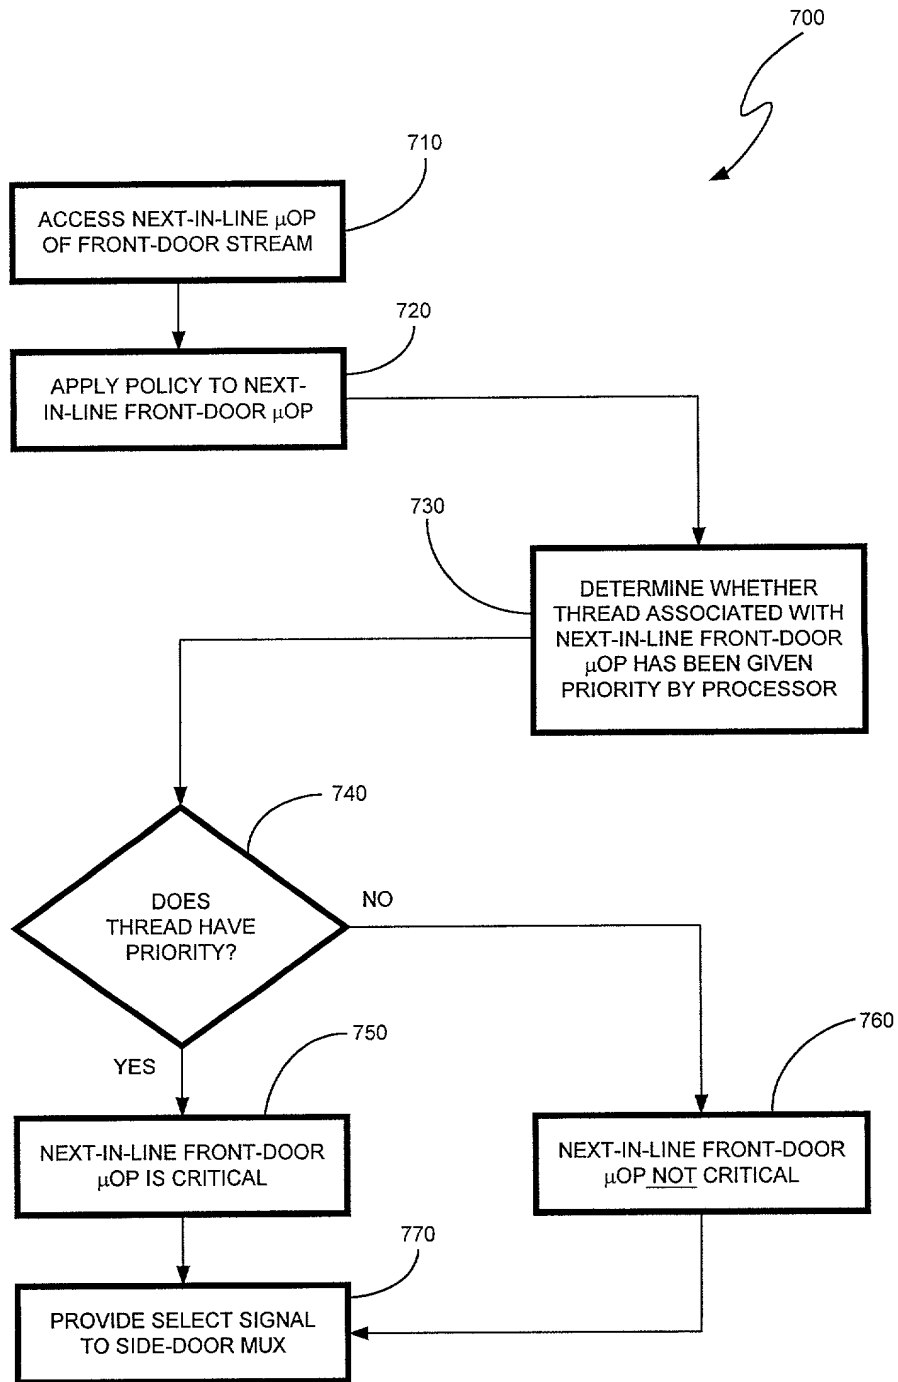 700
710
ACCESS NEXT-IN-LINE μOP
OF FRONT-DOOR STREAM
720
APPLY POLICY TO NEXT-
IN-LINE FRONT-DOOR μOP
730
DETERMINE WHETHER
THREAD ASSOCIATED WITH
NEXT-IN-LINE FRONT-DOOR
μOP HAS BEEN GIVEN
PRIORITY BY PROCESSOR
740
DOES
THREAD HAVE
PRIORITY?
NO
YES
750
NEXT-IN-LINE FRONT-DOOR
μOP IS CRITICAL
760
NEXT-IN-LINE FRONT-DOOR
μOP NOT CRITICAL
770
PROVIDE SELECT SIGNAL
TO SIDE-DOOR MUX